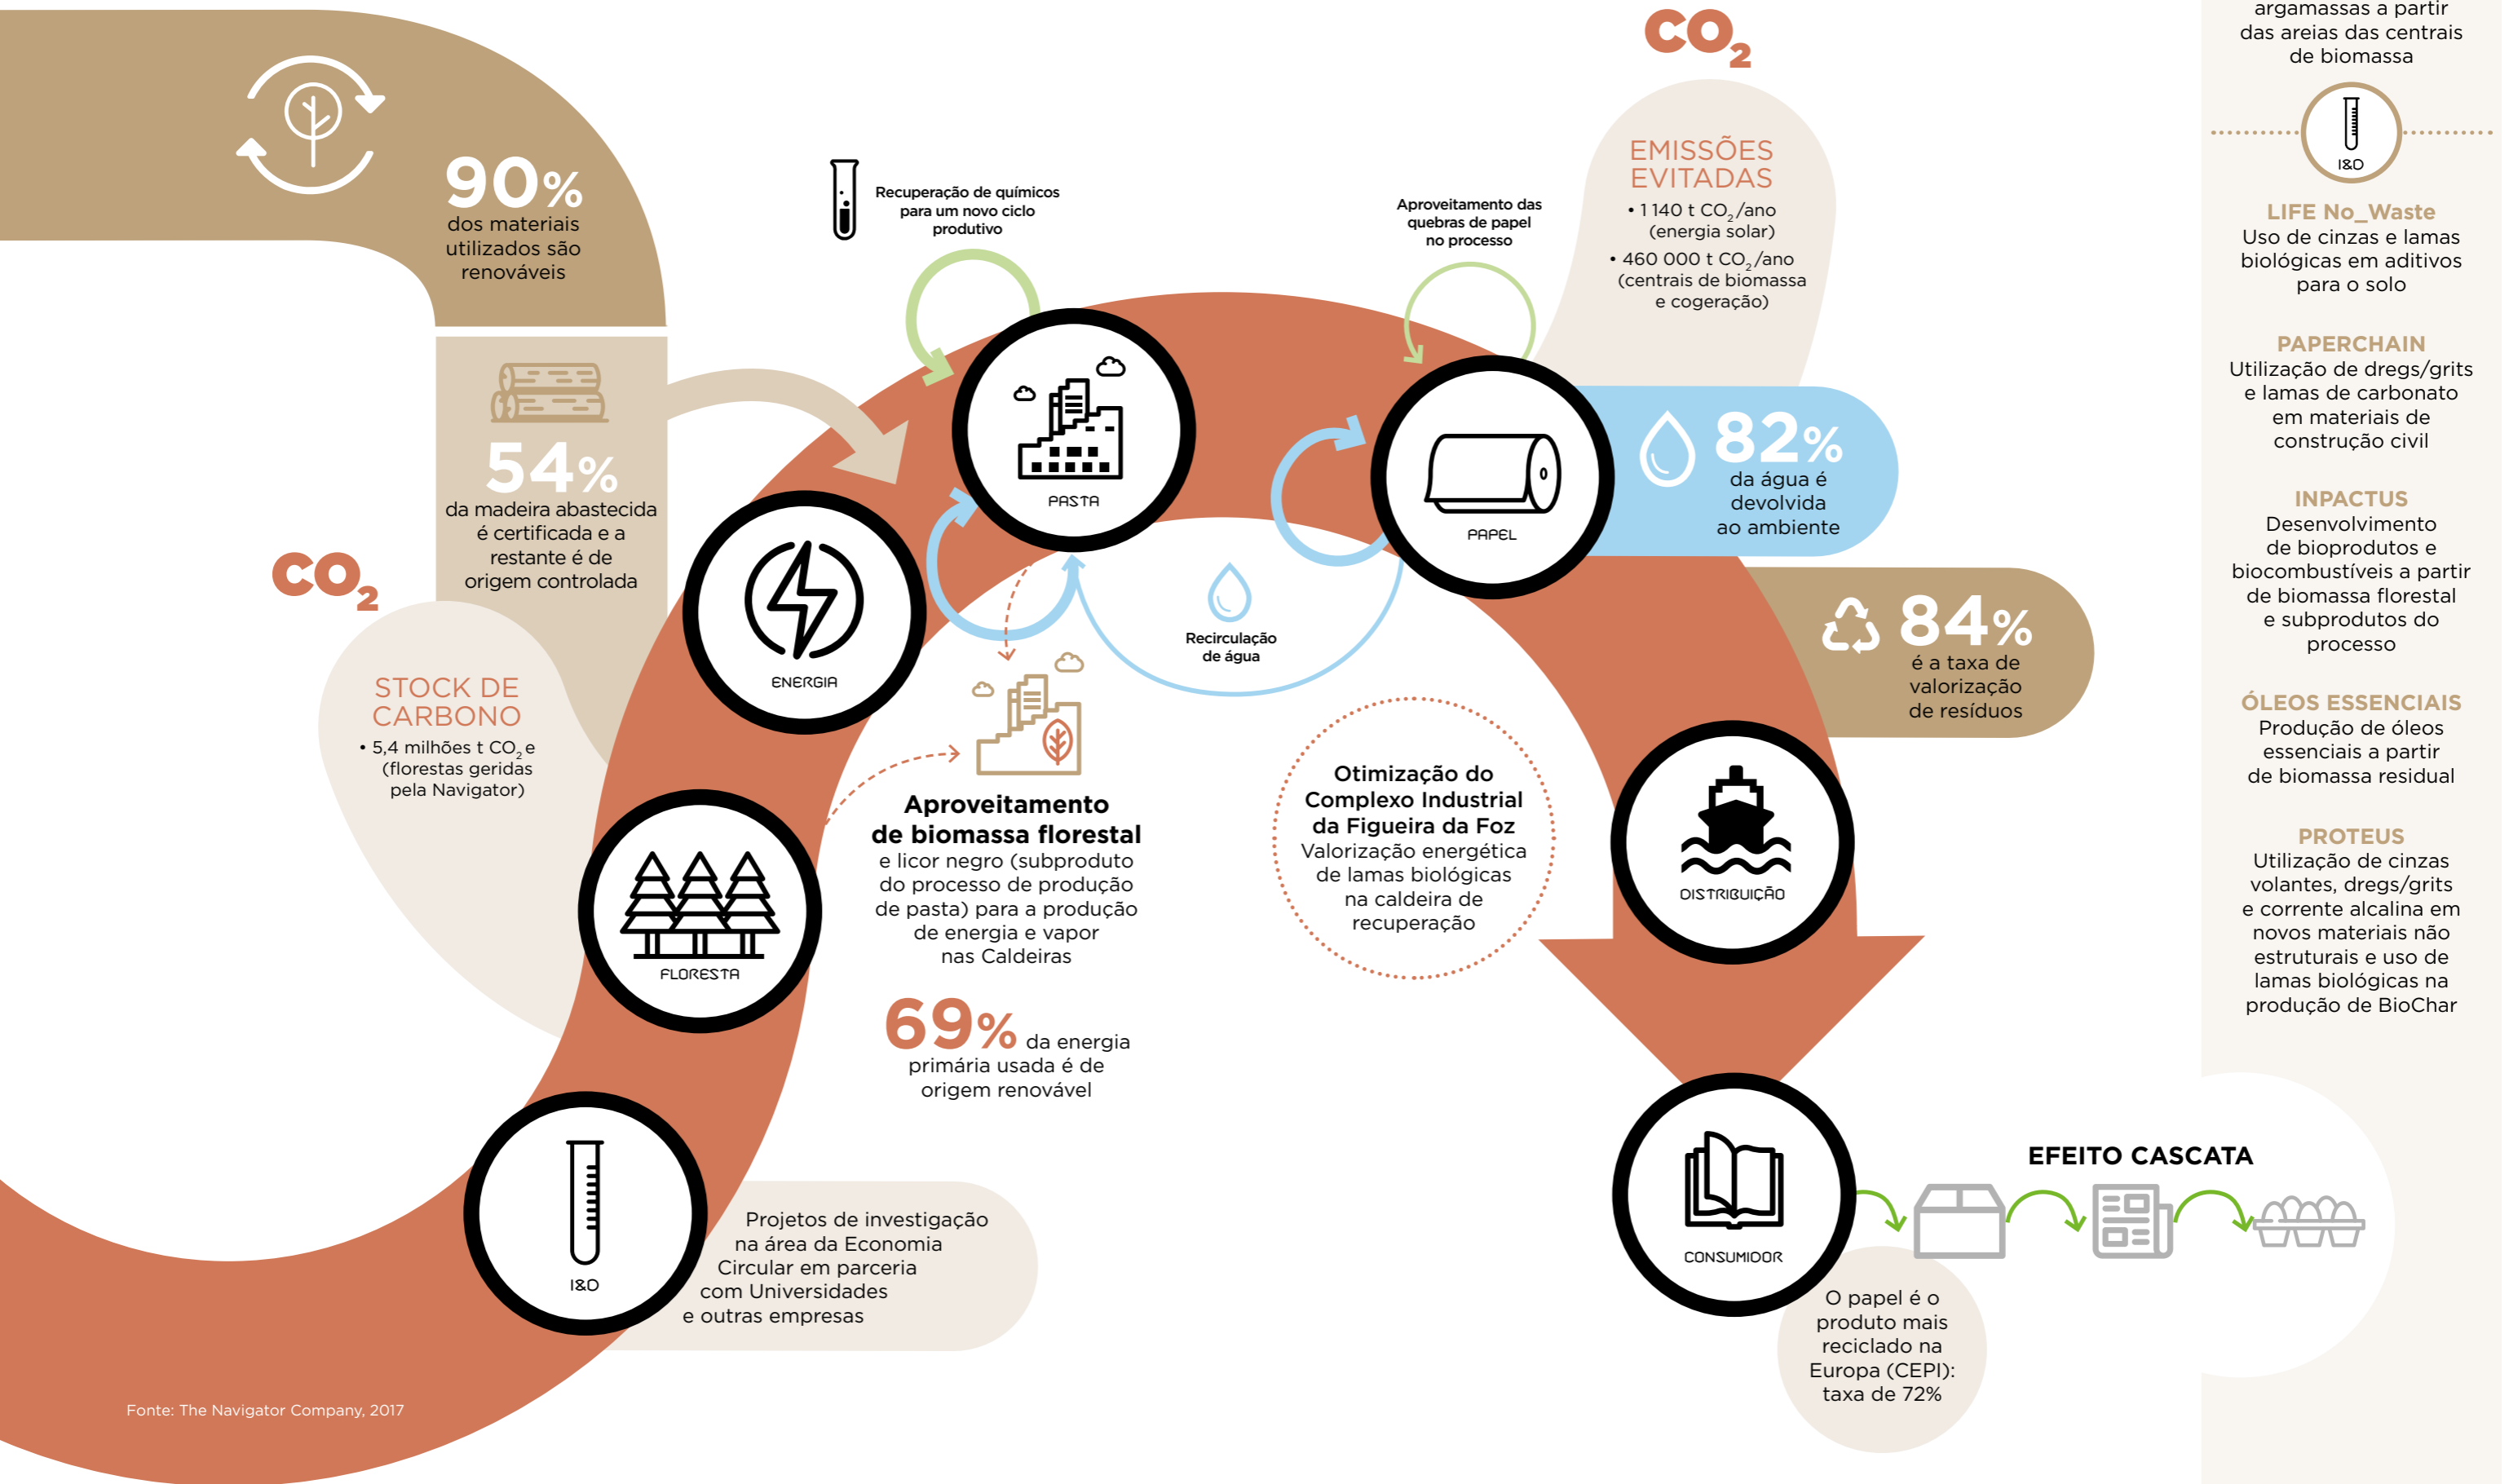 90%
dos materiais
utilizados são
renováveis
54%
da madeira abastecida
é certificada e a
restante é de
origem controlada
CO₂
STOCK DE
CARBONO
• 5,4 milhões t CO₂e
(florestas geridas
pela Navigator)
Recuperação de químicos
para um novo ciclo
produtivo
PASTA
ENERGIA
FLORESTA
I&D
Projetos de investigação
na área da Economia
Circular em parceria
com Universidades
e outras empresas
Aproveitamento
de biomassa florestal
e licor negro (subproduto
do processo de produção
de pasta) para a produção
de energia e vapor
nas Caldeiras
69% da energia
primária usada é de
origem renovável
Recirculação
de água
Aproveitamento das
quebras de papel
no processo
PAPEL
CO₂
EMISSÕES
EVITADAS
• 1 140 t CO₂/ano
(energia solar)
• 460 000 t CO₂/ano
(centrais de biomassa
e cogeração)
82%
da água é
devolvida
ao ambiente
84%
é a taxa de
valorização
de resíduos
Otimização do
Complexo Industrial
da Figueira da Foz
Valorização energética
de lamas biológicas
na caldeira de
recuperação
DISTRIBUIÇÃO
CONSUMIDOR
EFEITO CASCATA
O papel é o
produto mais
reciclado na
Europa (CEPI):
taxa de 72%
argamassas a partir
das areias das centrais
de biomassa
I&D
LIFE No_Waste
Uso de cinzas e lamas
biológicas em aditivos
para o solo
PAPERCHAIN
Utilização de dregs/grits
e lamas de carbonato
em materiais de
construção civil
INPACTUS
Desenvolvimento
de bioprodutos e
biocombustíveis a partir
de biomassa florestal
e subprodutos do
processo
ÓLEOS ESSENCIAIS
Produção de óleos
essenciais a partir
de biomassa residual
PROTEUS
Utilização de cinzas
volantes, dregs/grits
e corrente alcalina em
novos materiais não
estruturais e uso de
lamas biológicas na
produção de BioChar
Fonte: The Navigator Company, 2017